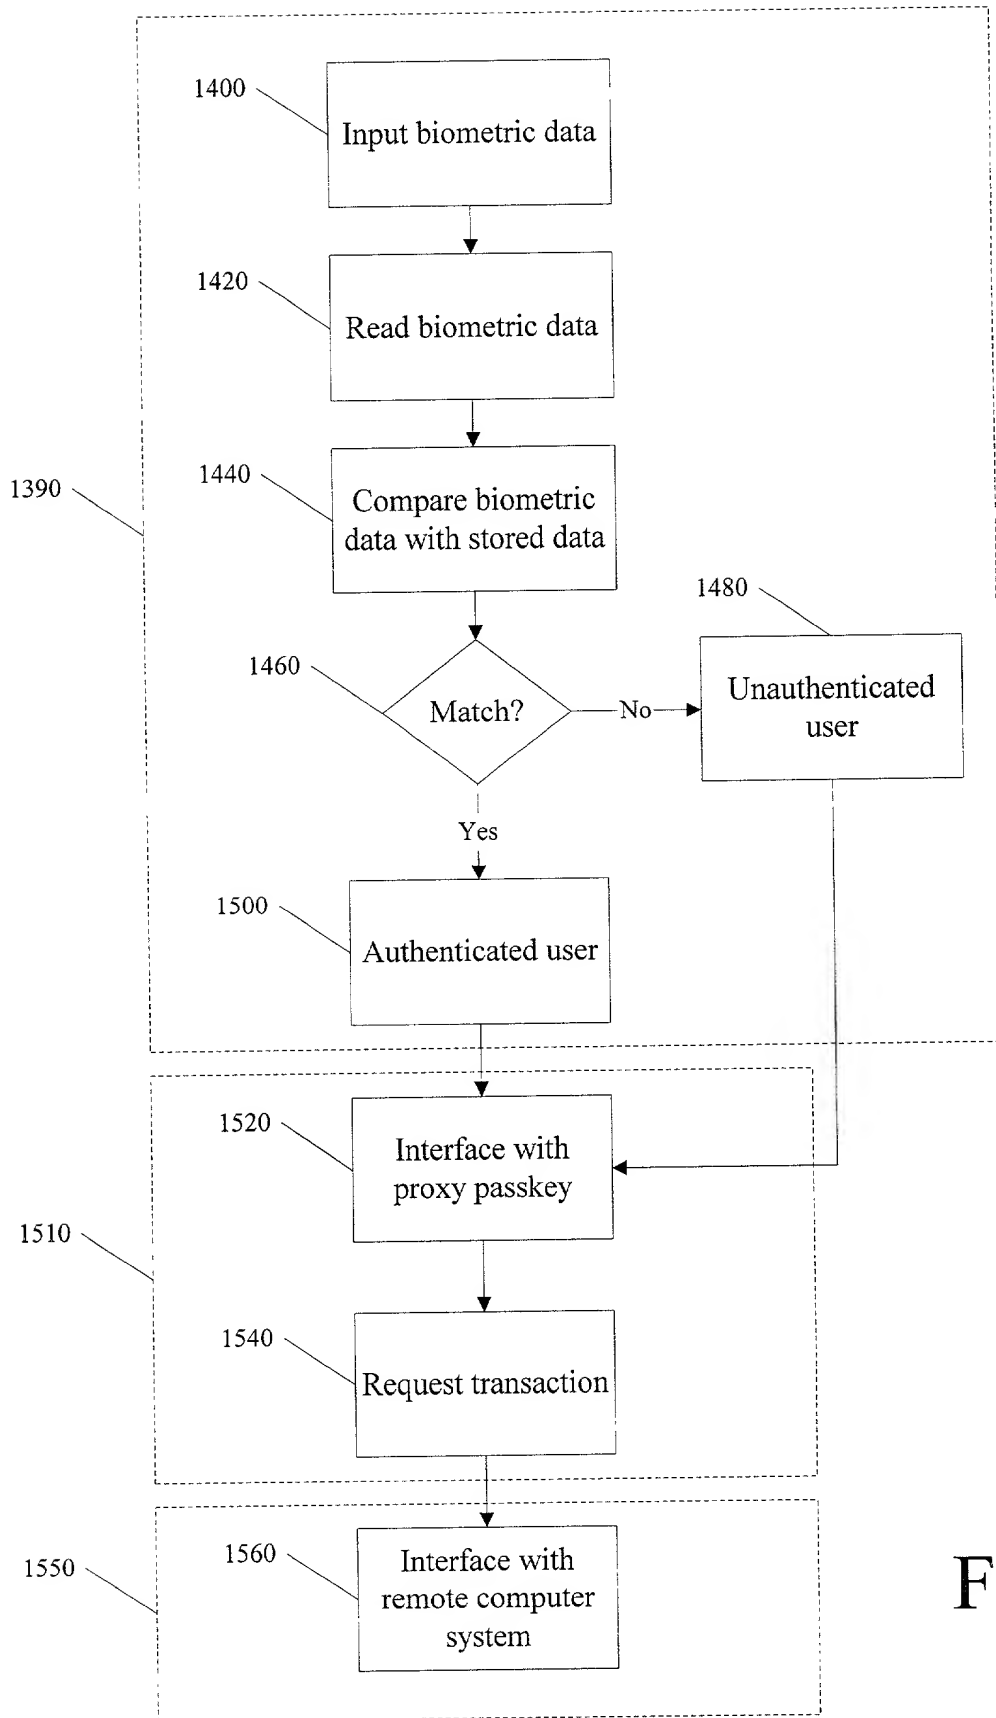 1400
Input biometric data
1420
Read biometric data
1390
1440
Compare biometric
data with stored data
1480
1460
Match?
No
Unauthenticated
user
Yes
1500
Authenticated user
1520
Interface with
proxy passkey
1510
1540
Request transaction
1550
1560
Interface with
remote computer
system
F